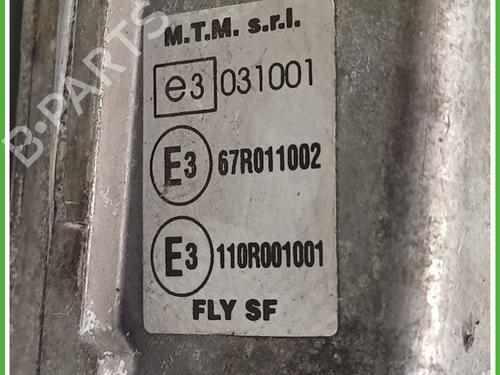 M.T.M. s.r.l.
e3 031001
E3 67R011002
E3 110R001001
FLY SF
B-PARTS